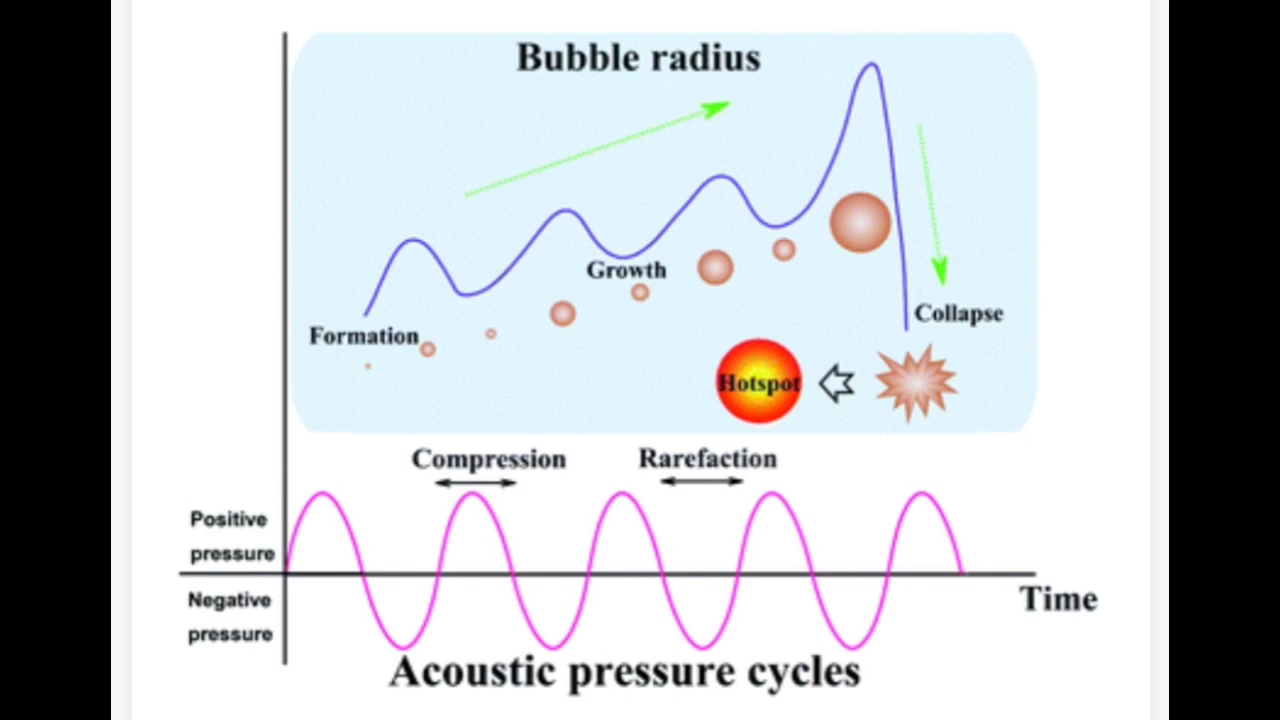 Bubble radius
Growth
Formation
Collapse
Hotspot
Compression
Rarefaction
Positive
pressure
Negative
pressure
Time
Acoustic pressure cycles